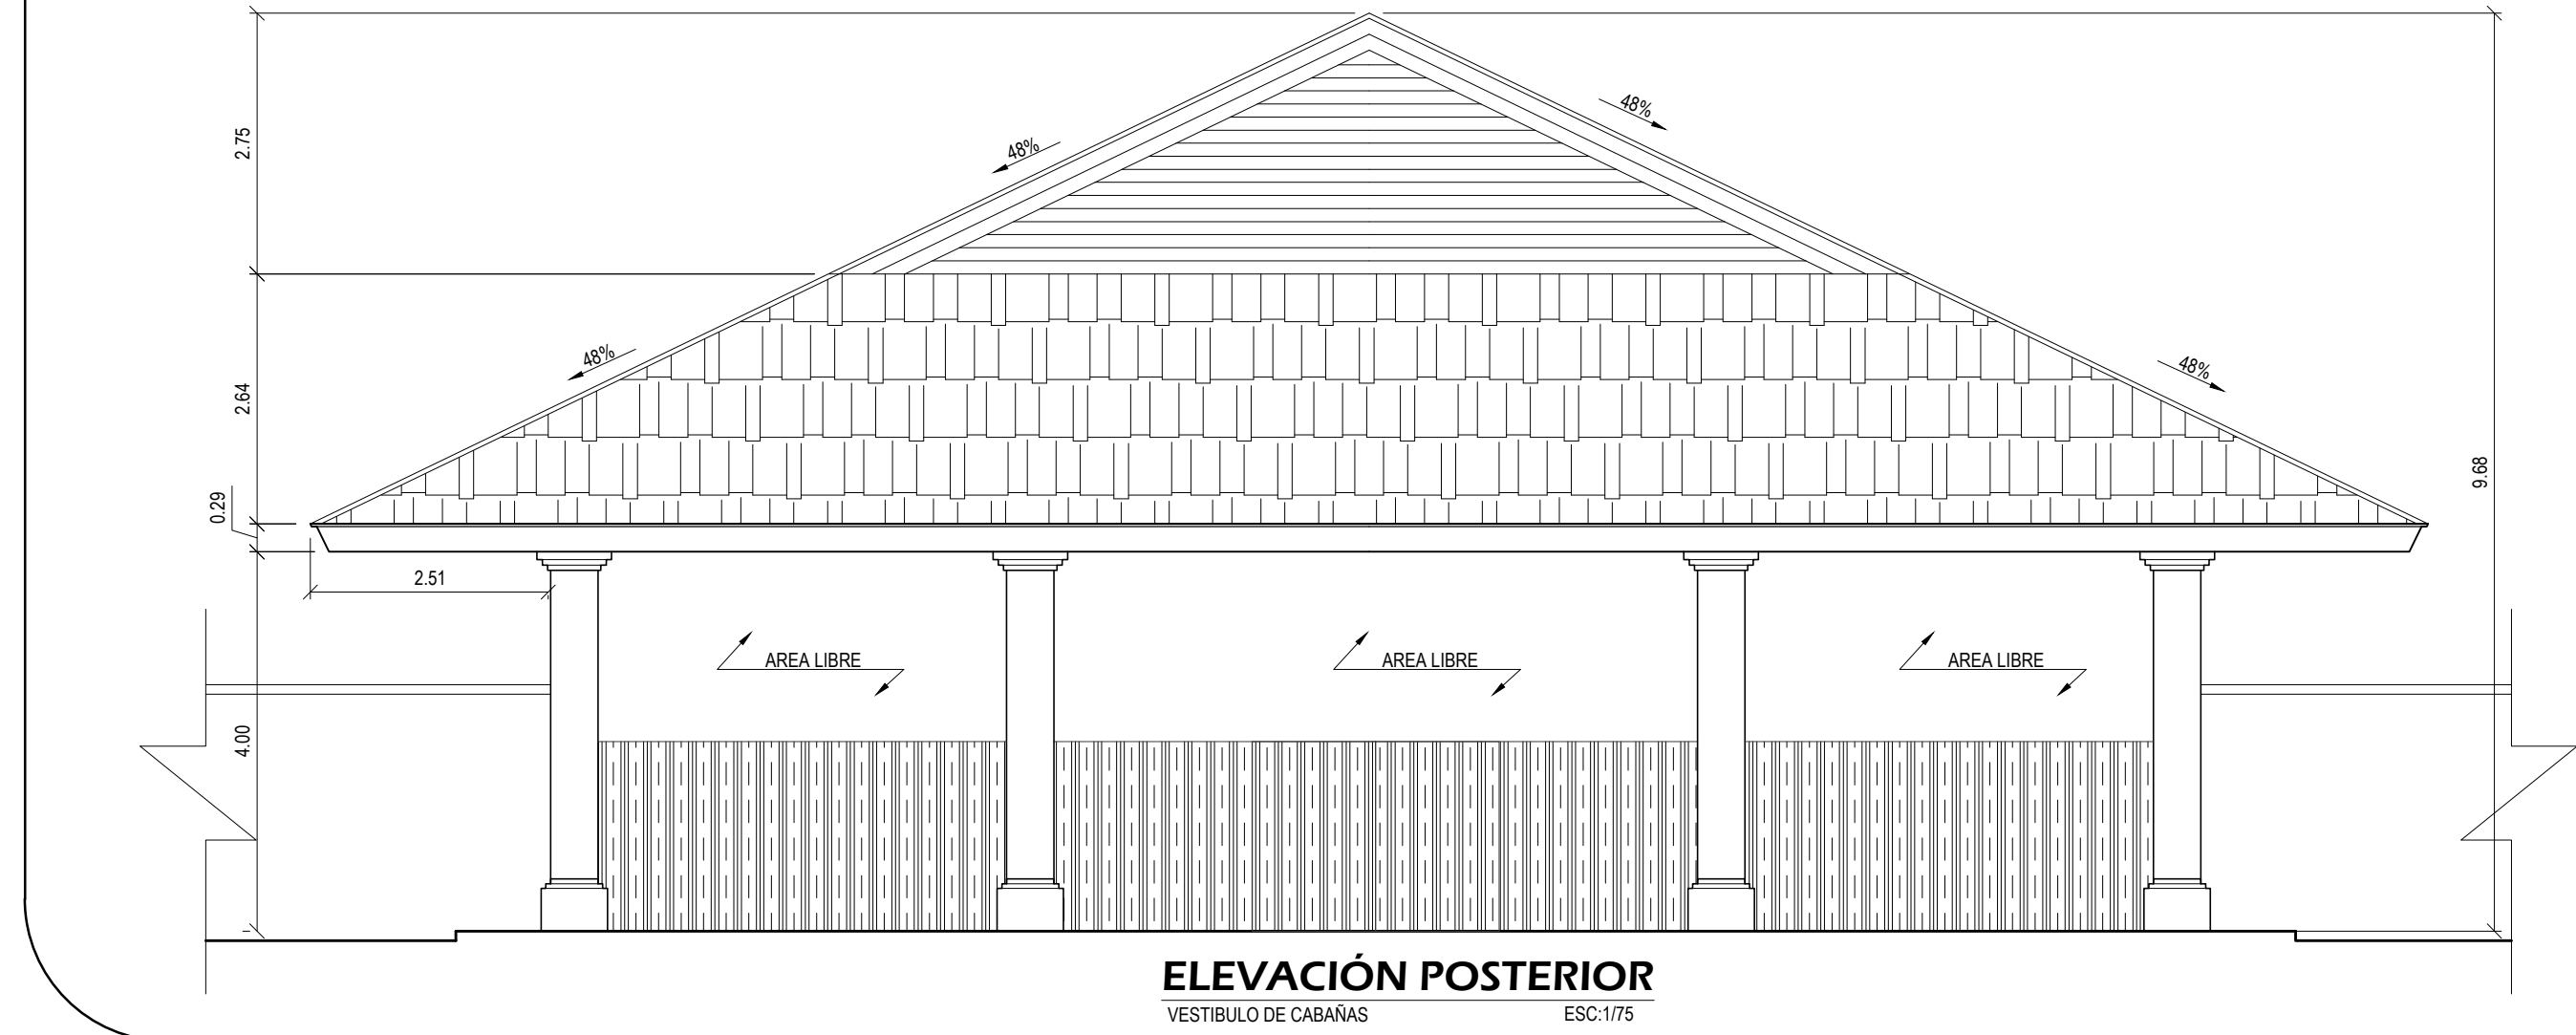 48%
48%
2.75
48%
48%
2.64
9.68
0.29
2.51
AREA LIBRE
AREA LIBRE
AREA LIBRE
4.00
ELEVACIÓN POSTERIOR
VESTIBULO DE CABAÑAS ESC:1/75